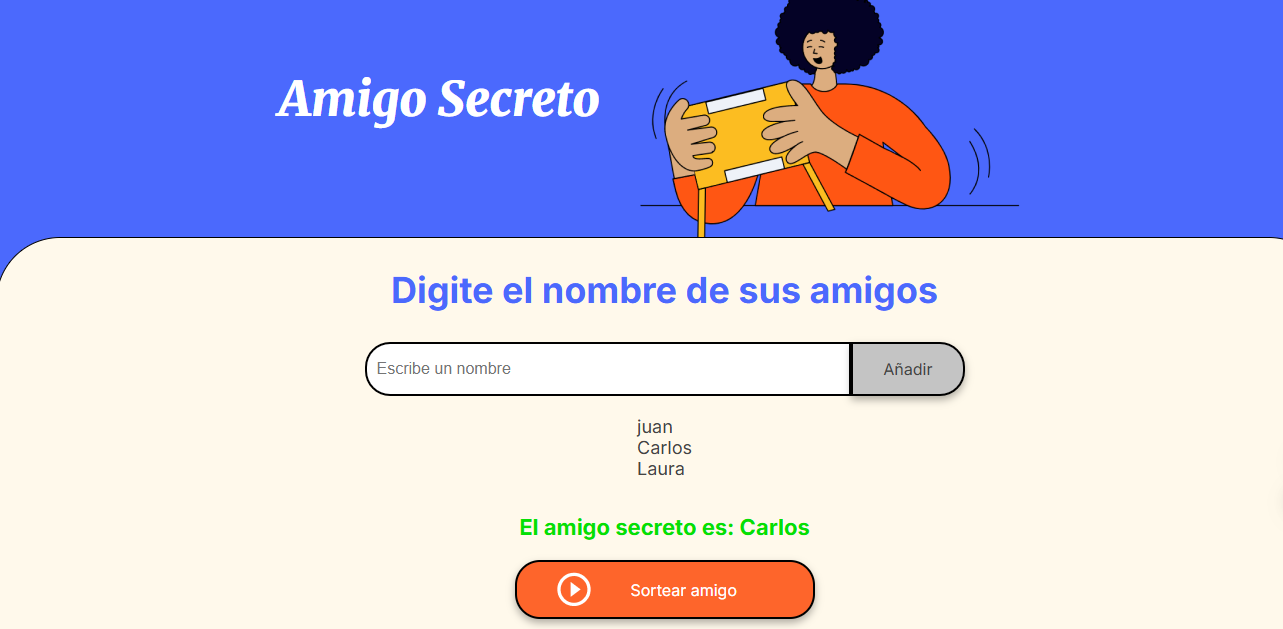 Amigo Secreto
Digite el nombre de sus amigos
Escribe un nombre
Añadir
juan
Carlos
Laura
El amigo secreto es: Carlos
Sortear amigo